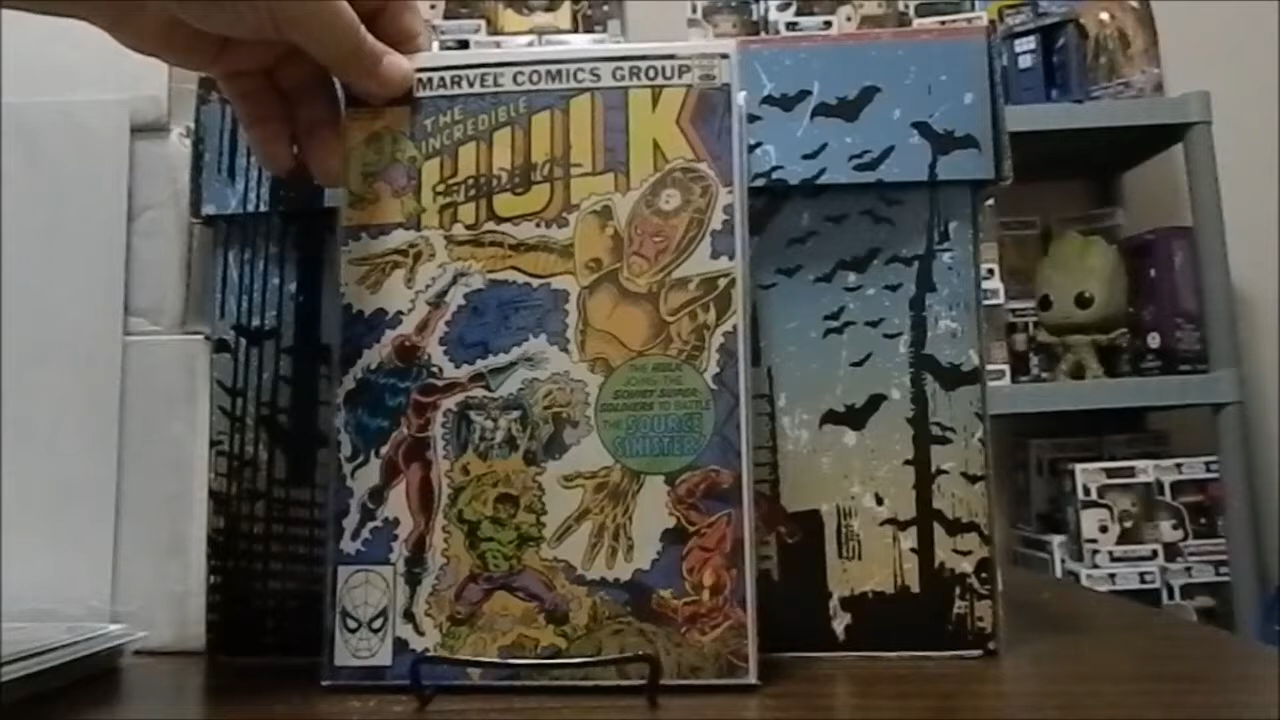 MARVEL COMICS GROUP
THE
INCREDIBLE
HULK
THE HULK
JOINS THE
SOVIET SUPER-
SOLDIERS TO BATTLE
THE SOURCE
SINISTER!